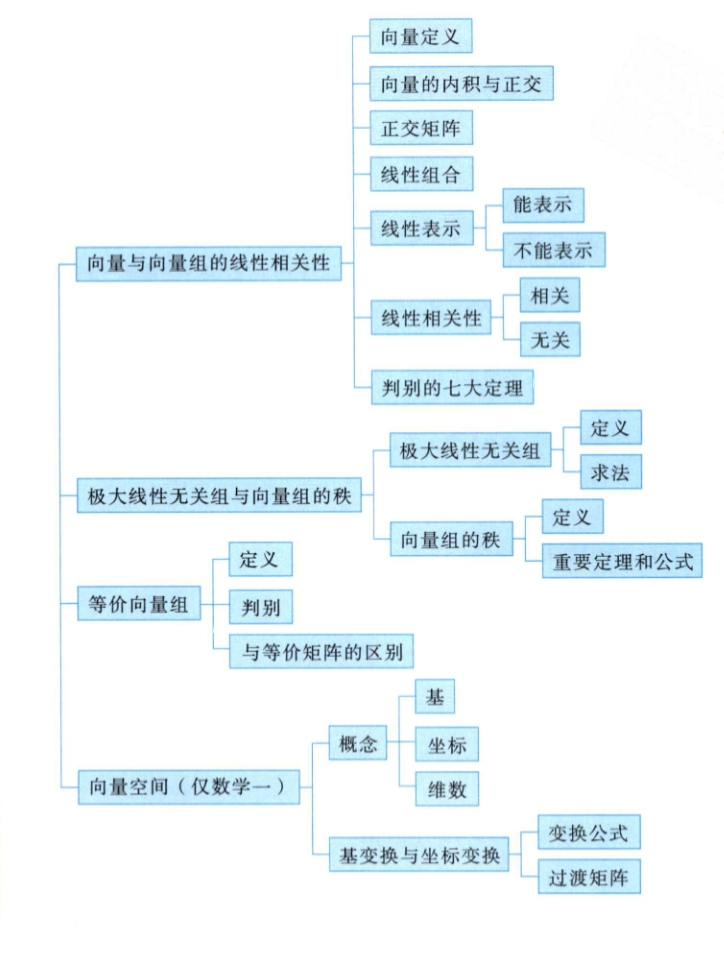 向量与向量组的线性相关性
向量定义
向量的内积与正交
正交矩阵
线性组合
线性表示
能表示
不能表示
线性相关性
相关
无关
判别的七大定理
极大线性无关组与向量组的秩
极大线性无关组
定义
求法
向量组的秩
定义
重要定理和公式
等价向量组
定义
判别
与等价矩阵的区别
向量空间（仅数学一）
概念
基
坐标
维数
基变换与坐标变换
变换公式
过渡矩阵